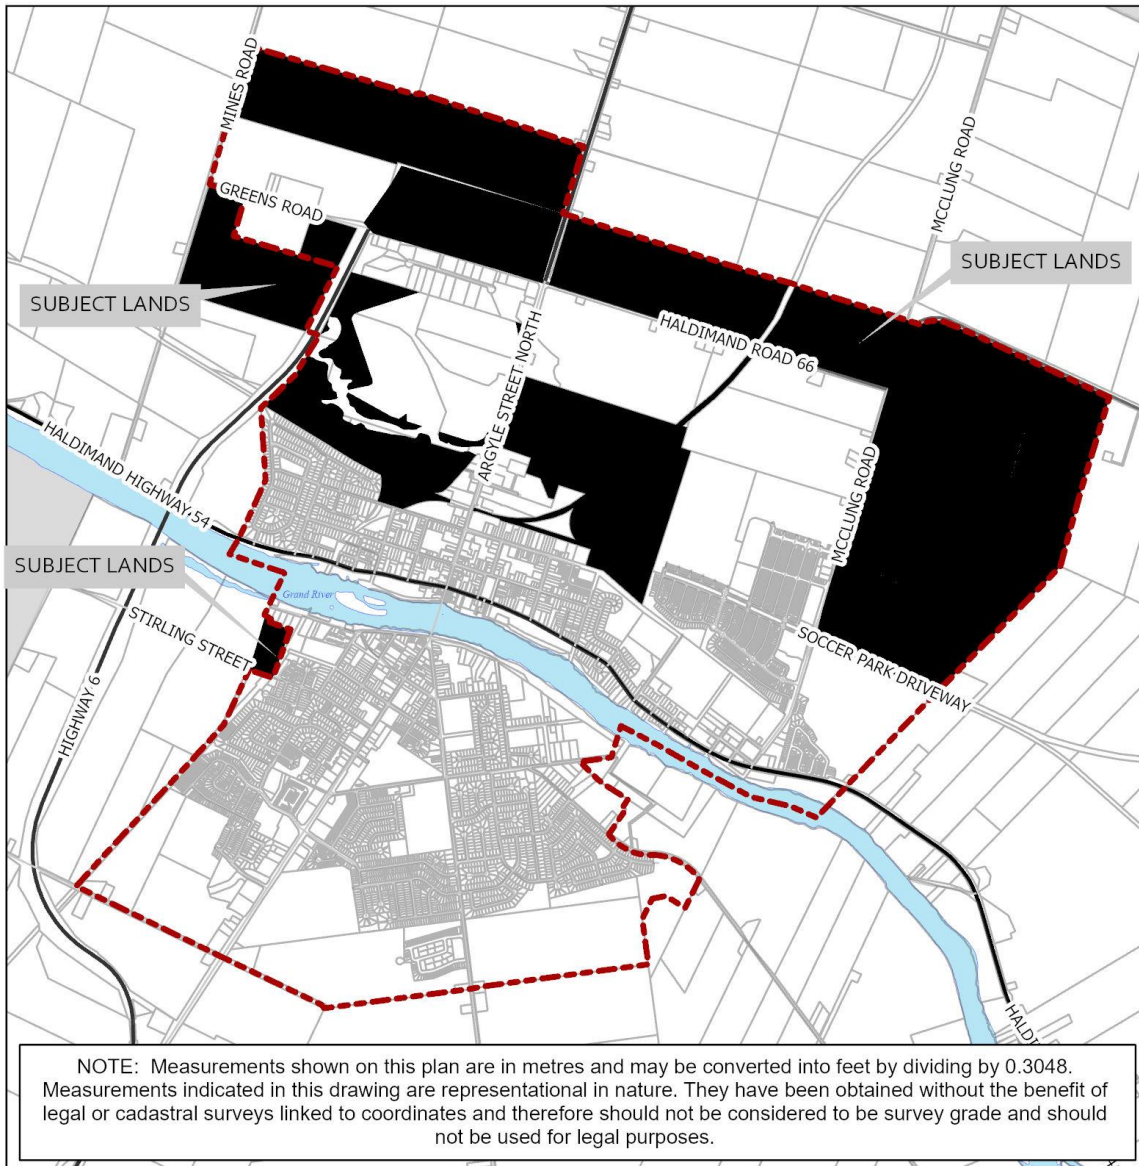 MINES ROAD
GREENS ROAD
MCCLUNG ROAD
SUBJECT LANDS
SUBJECT LANDS
HALDIMAND ROAD 66
ARGYLE STREET NORTH
HALDIMAND HIGHWAY 54
MCCLUNG ROAD
SUBJECT LANDS
Grand River
STIRLING STREET
SOCCER PARK DRIVEWAY
HIGHWAY 6
HALDI
NOTE: Measurements shown on this plan are in metres and may be converted into feet by dividing by 0.3048.
Measurements indicated in this drawing are representational in nature. They have been obtained without the benefit of
legal or cadastral surveys linked to coordinates and therefore should not be considered to be survey grade and should
not be used for legal purposes.